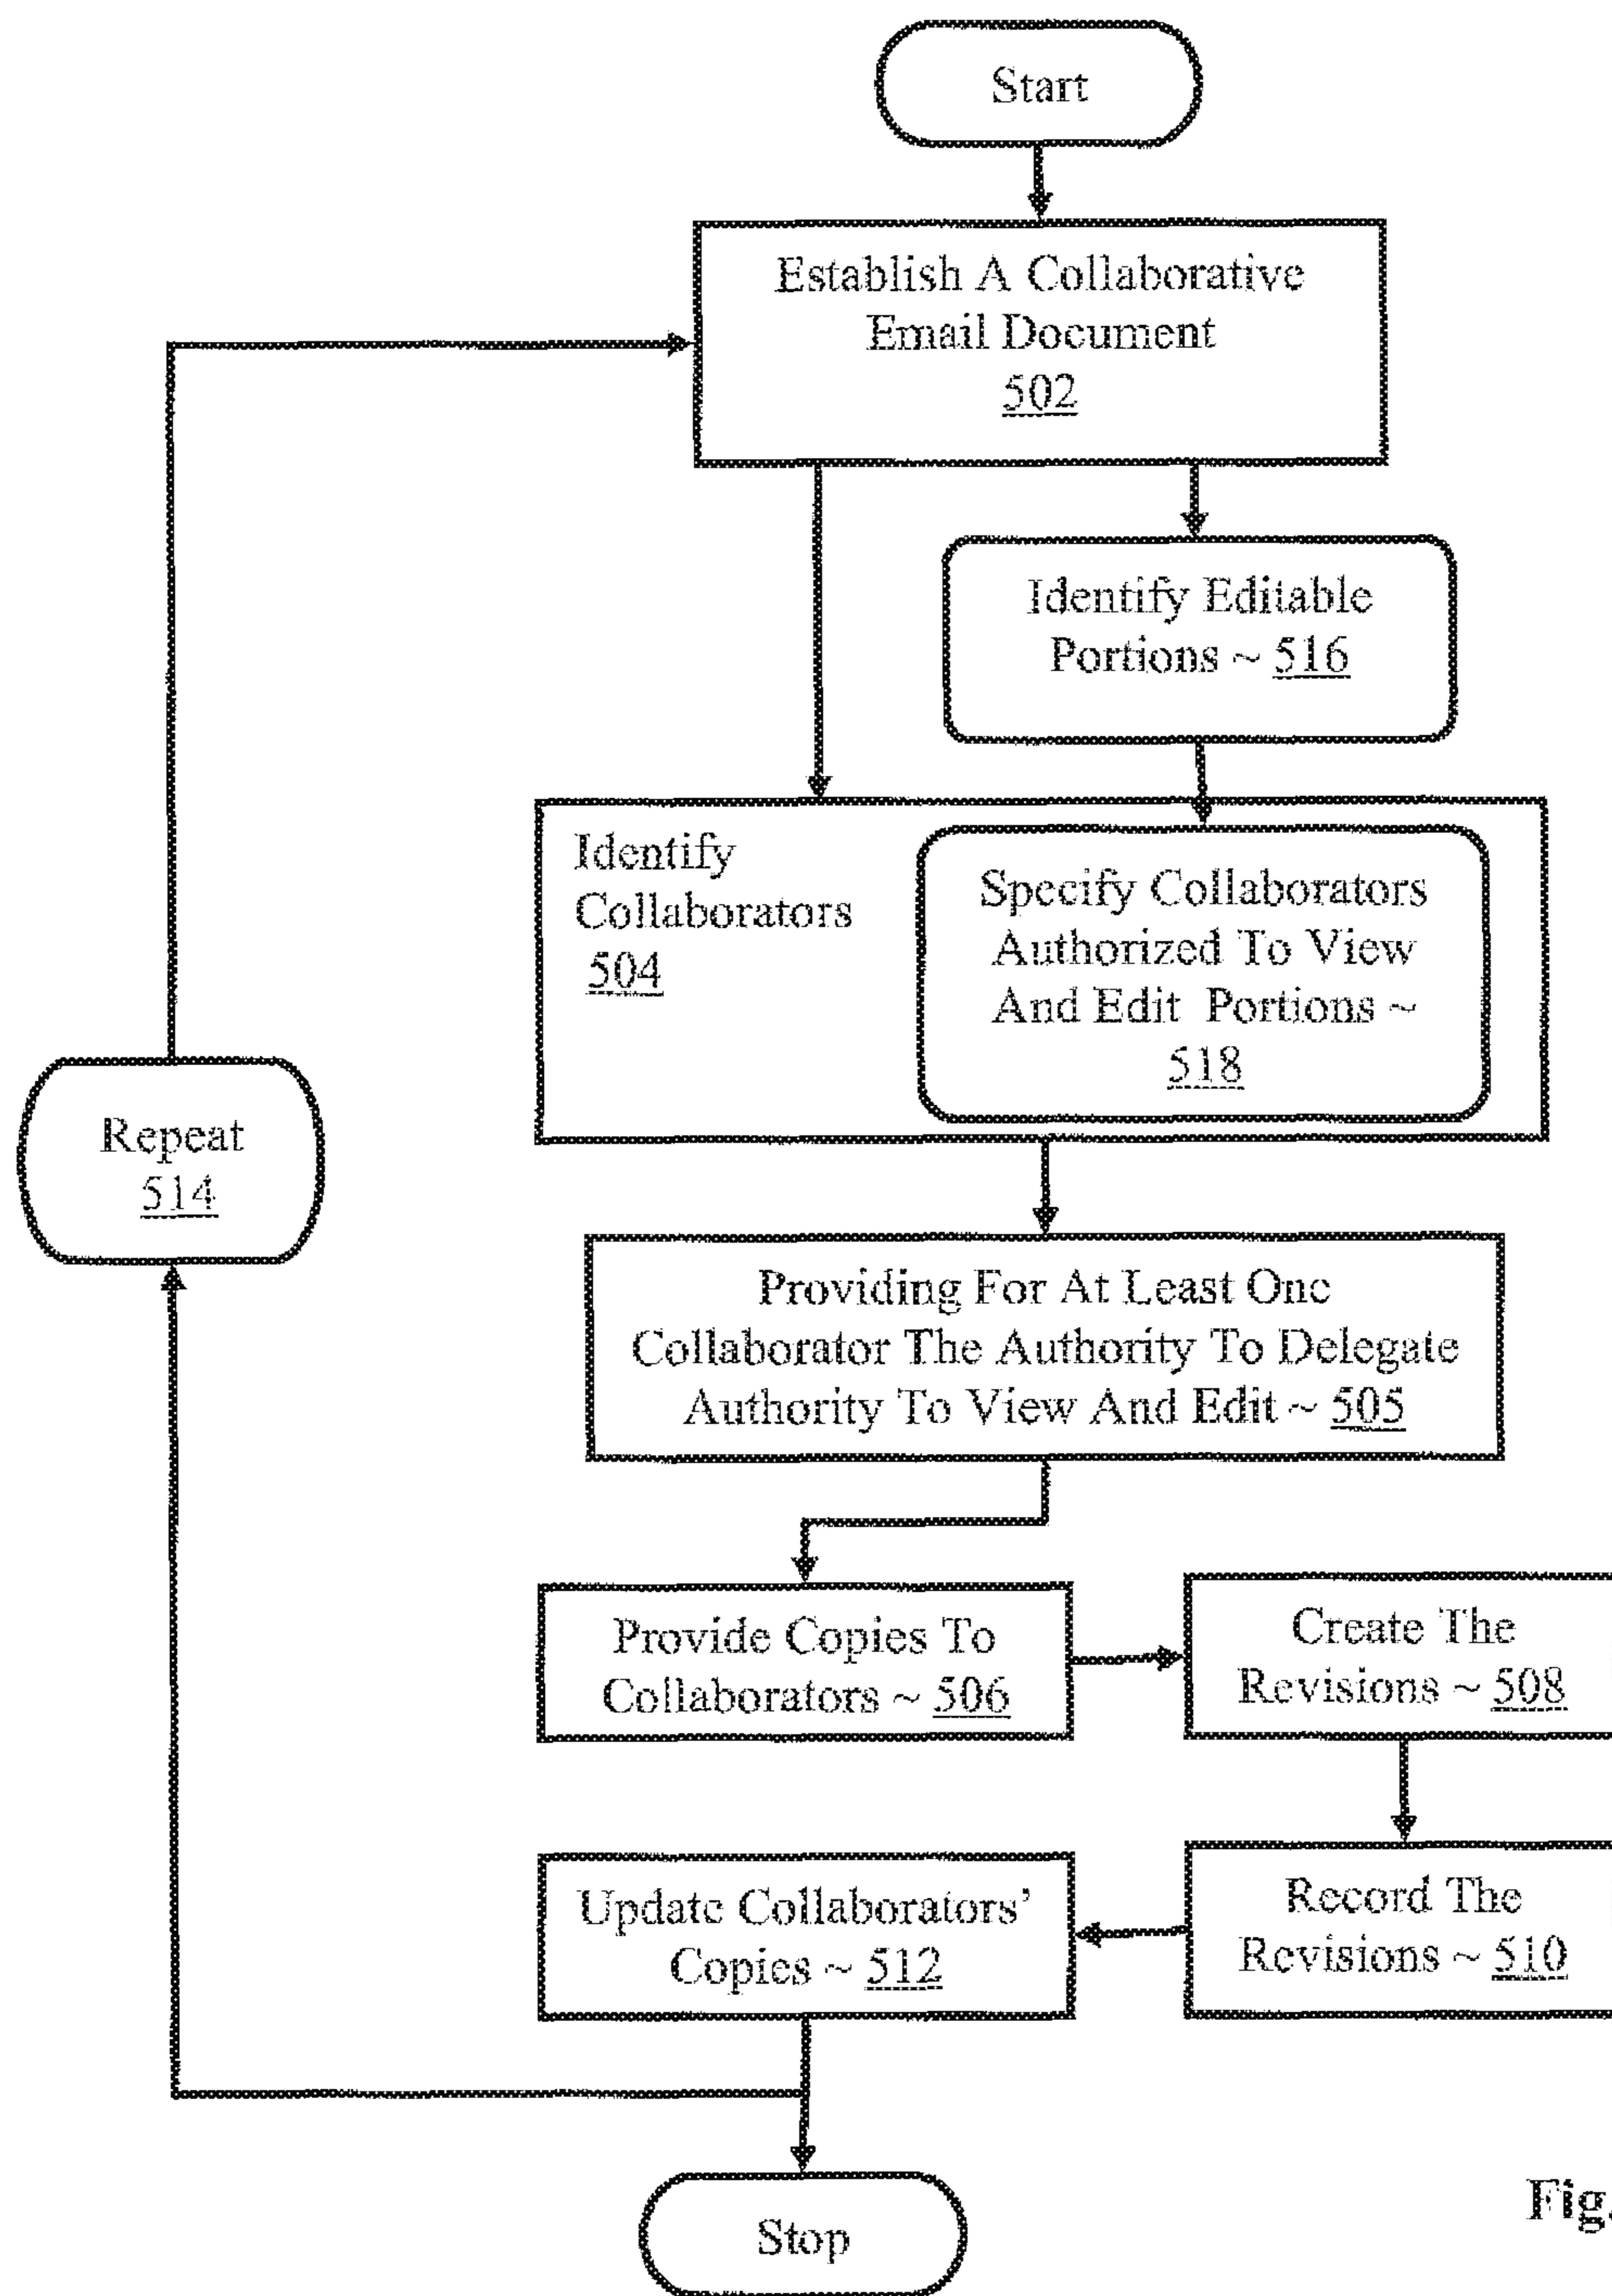 Start
Establish A Collaborative
Email Document
502
Identify Editable
Portions ~ 516
Identify
Collaborators
504
Specify Collaborators
Authorized To View
And Edit Portions ~
518
Repeat
514
Providing For At Least One
Collaborator The Authority To Delegate
Authority To View And Edit ~ 505
Provide Copies To
Collaborators ~ 506
Create The
Revisions ~ 508
Record The
Revisions ~ 510
Update Collaborators’
Copies ~ 512
Stop
Fig.